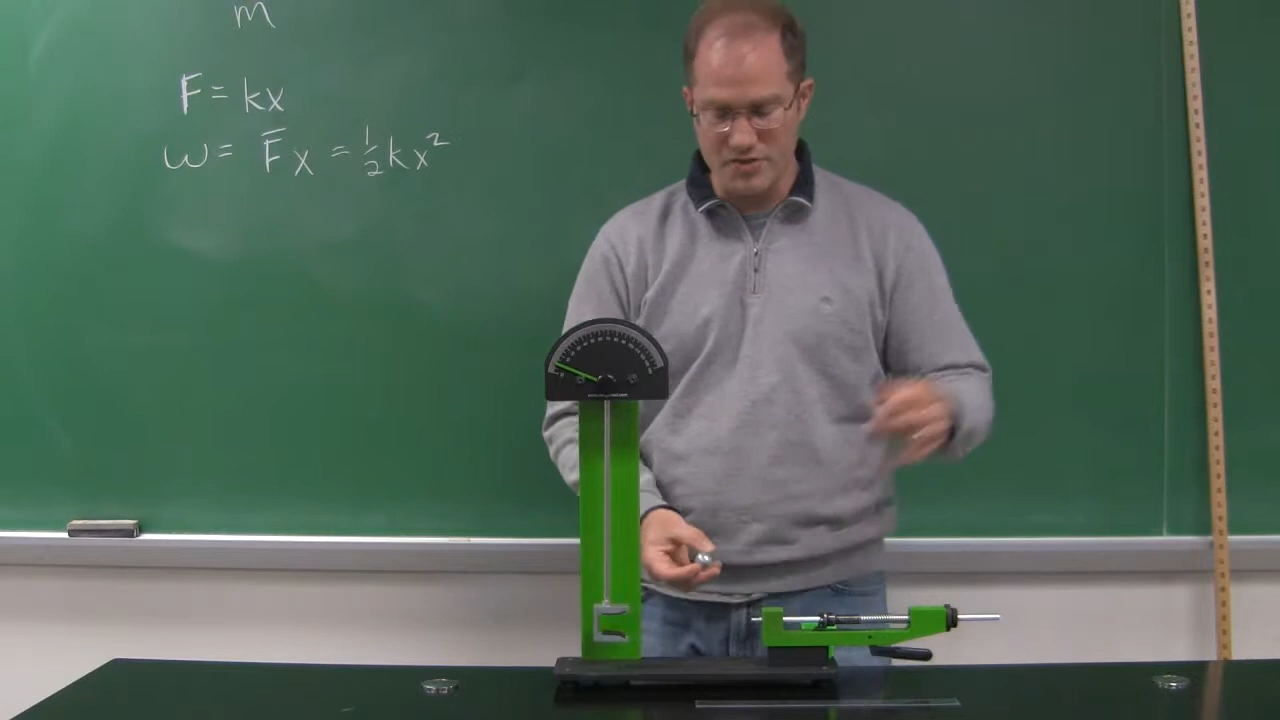 m
F = kx
W = F̅x = ½kx²